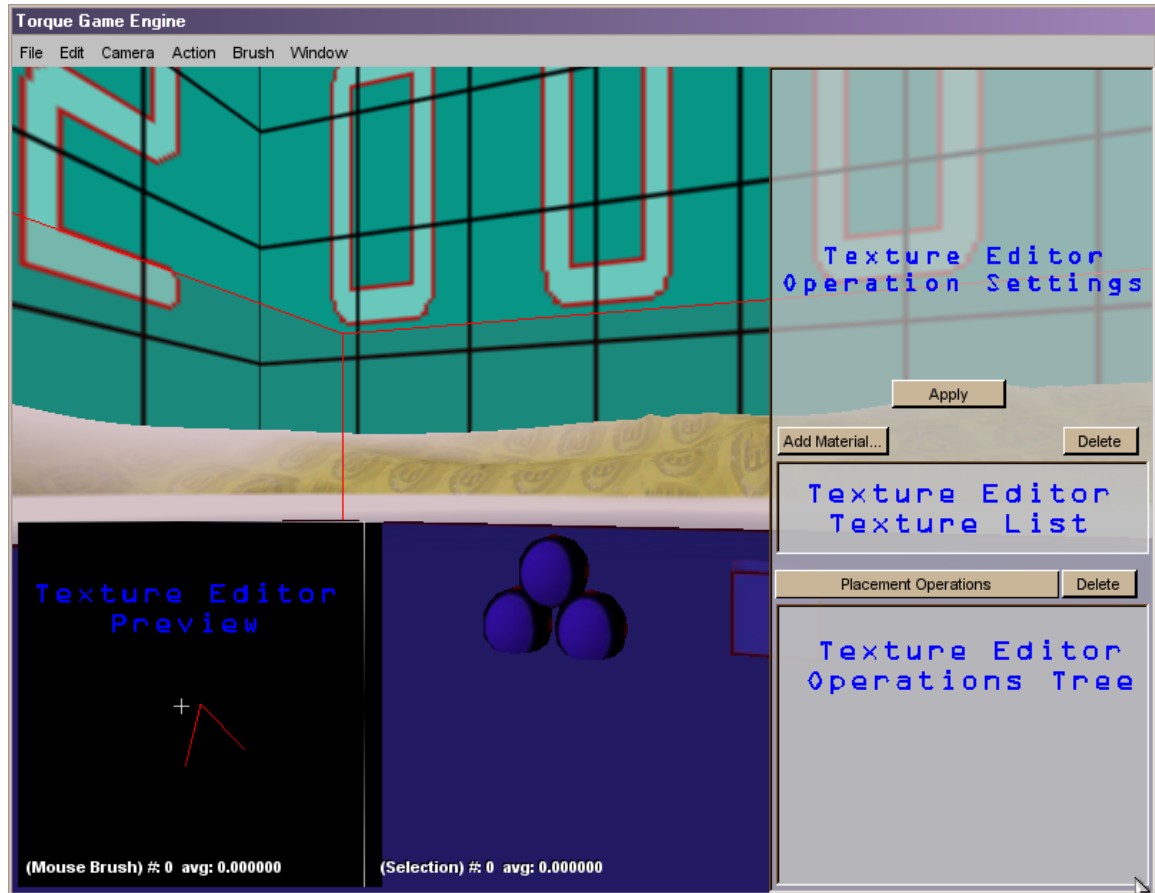 Torque Game Engine
File Edit Camera Action Brush Window
200
Texture Editor
Operation Settings
Apply
Add Material... Delete
Texture Editor
Texture List
Placement Operations Delete
Texture Editor
Preview
Texture Editor
Operations Tree
(Mouse Brush) #: 0 avg: 0.000000 (Selection) #: 0 avg: 0.000000